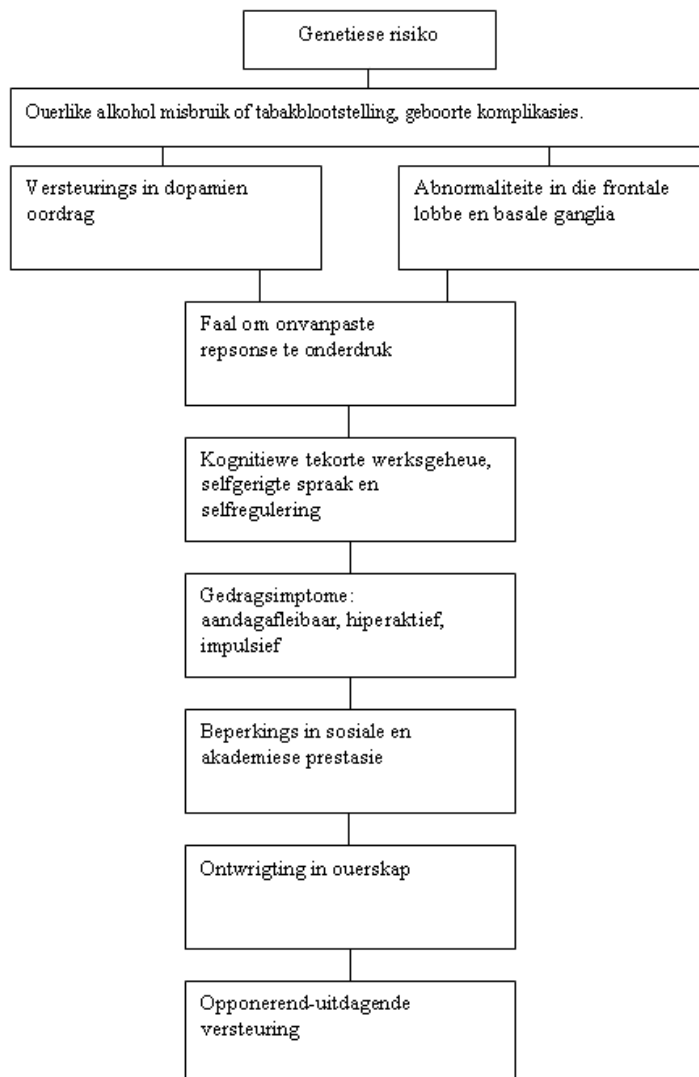 Genetiese risiko
Ouerlike alkohol misbruik of tabakblootstelling, geboorte komplikasies.
Versteurings in dopamien
oordrag
Abnormaliteite in die frontale
lobbe en basale ganglia
Faal om onvanpaste
repsonse te onderdruk
Kognitiewe tekorte werksgeheue,
selfgerigte spraak en
selfregulering
Gedragsimptome:
aandagafleibaar, hiperaktief,
impulsief
Beperkings in sosiale en
akademiese prestasie
Ontwrigting in ouerskap
Opponerend-uitdagende
versteuring